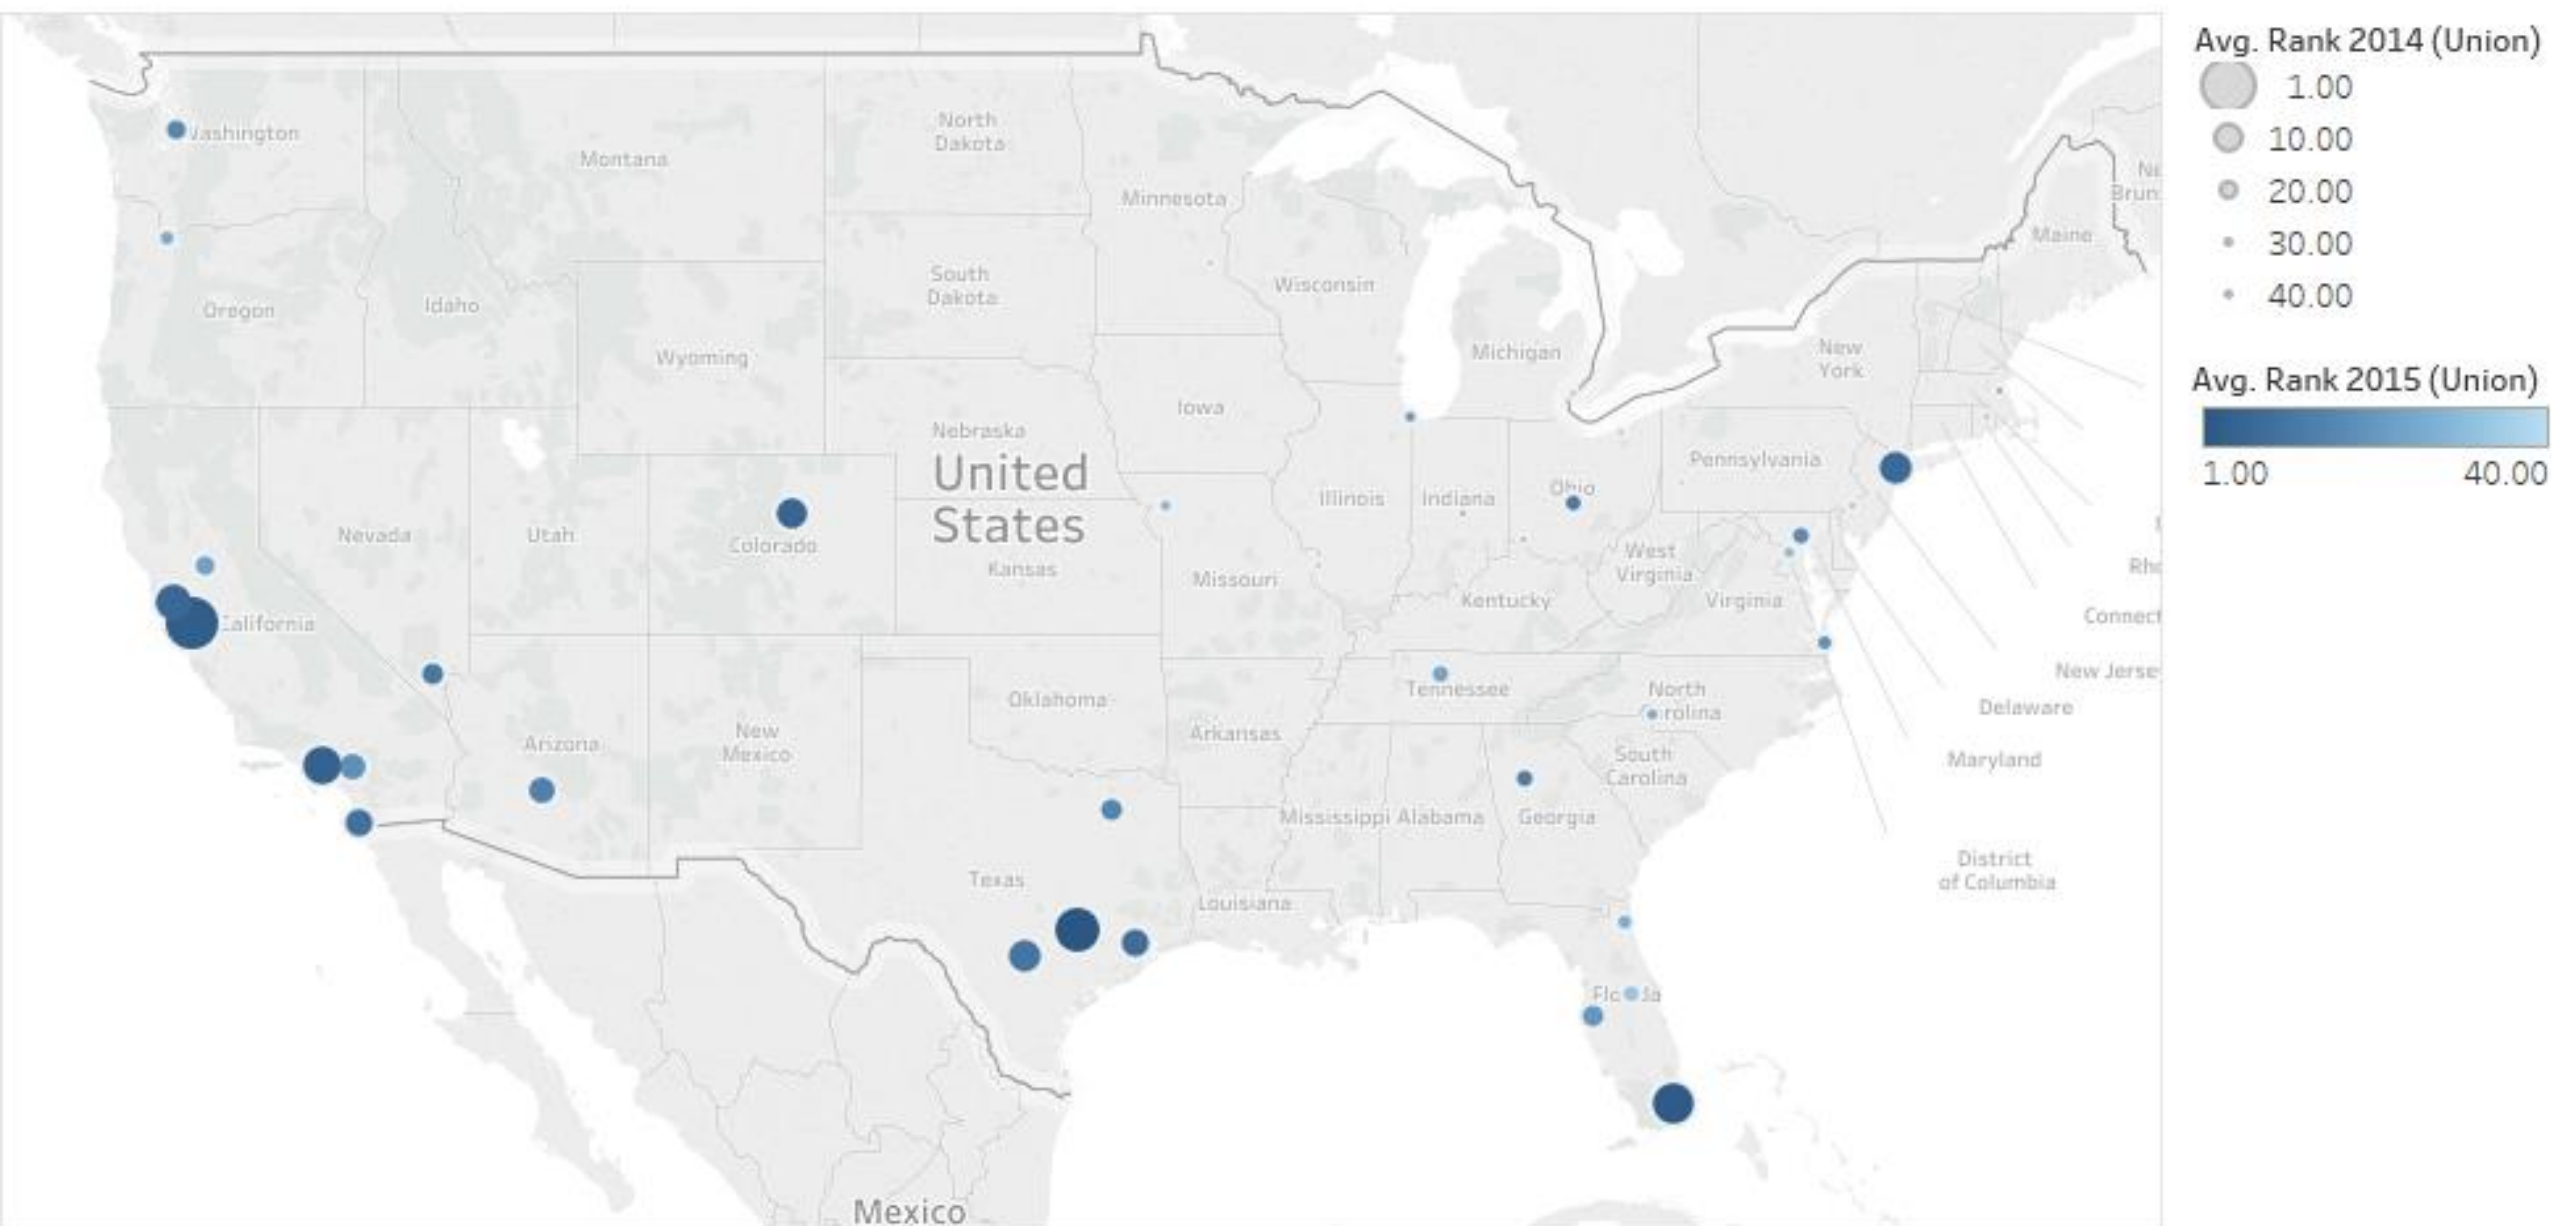 Washington
Montana
North
Dakota
Minnesota
Maine
Oregon
Idaho
South
Dakota
Wisconsin
Wyoming
Michigan
New
York
Nebraska
Iowa
United
States
Pennsylvania
Illinois
Indiana
Ohio
Nevada
Utah
Colorado
Kansas
Missouri
West
Virginia
Kentucky
Virginia
California
Connect
New Jerse
Delaware
Maryland
District
of Columbia
Oklahoma
Tennessee
North
rolina
Arizona
New
Mexico
Arkansas
South
Carolina
Mississippi
Alabama
Georgia
Texas
Louisiana
Mexico
Avg. Rank 2014 (Union)
1.00
10.00
20.00
30.00
40.00
Avg. Rank 2015 (Union)
1.00
40.00